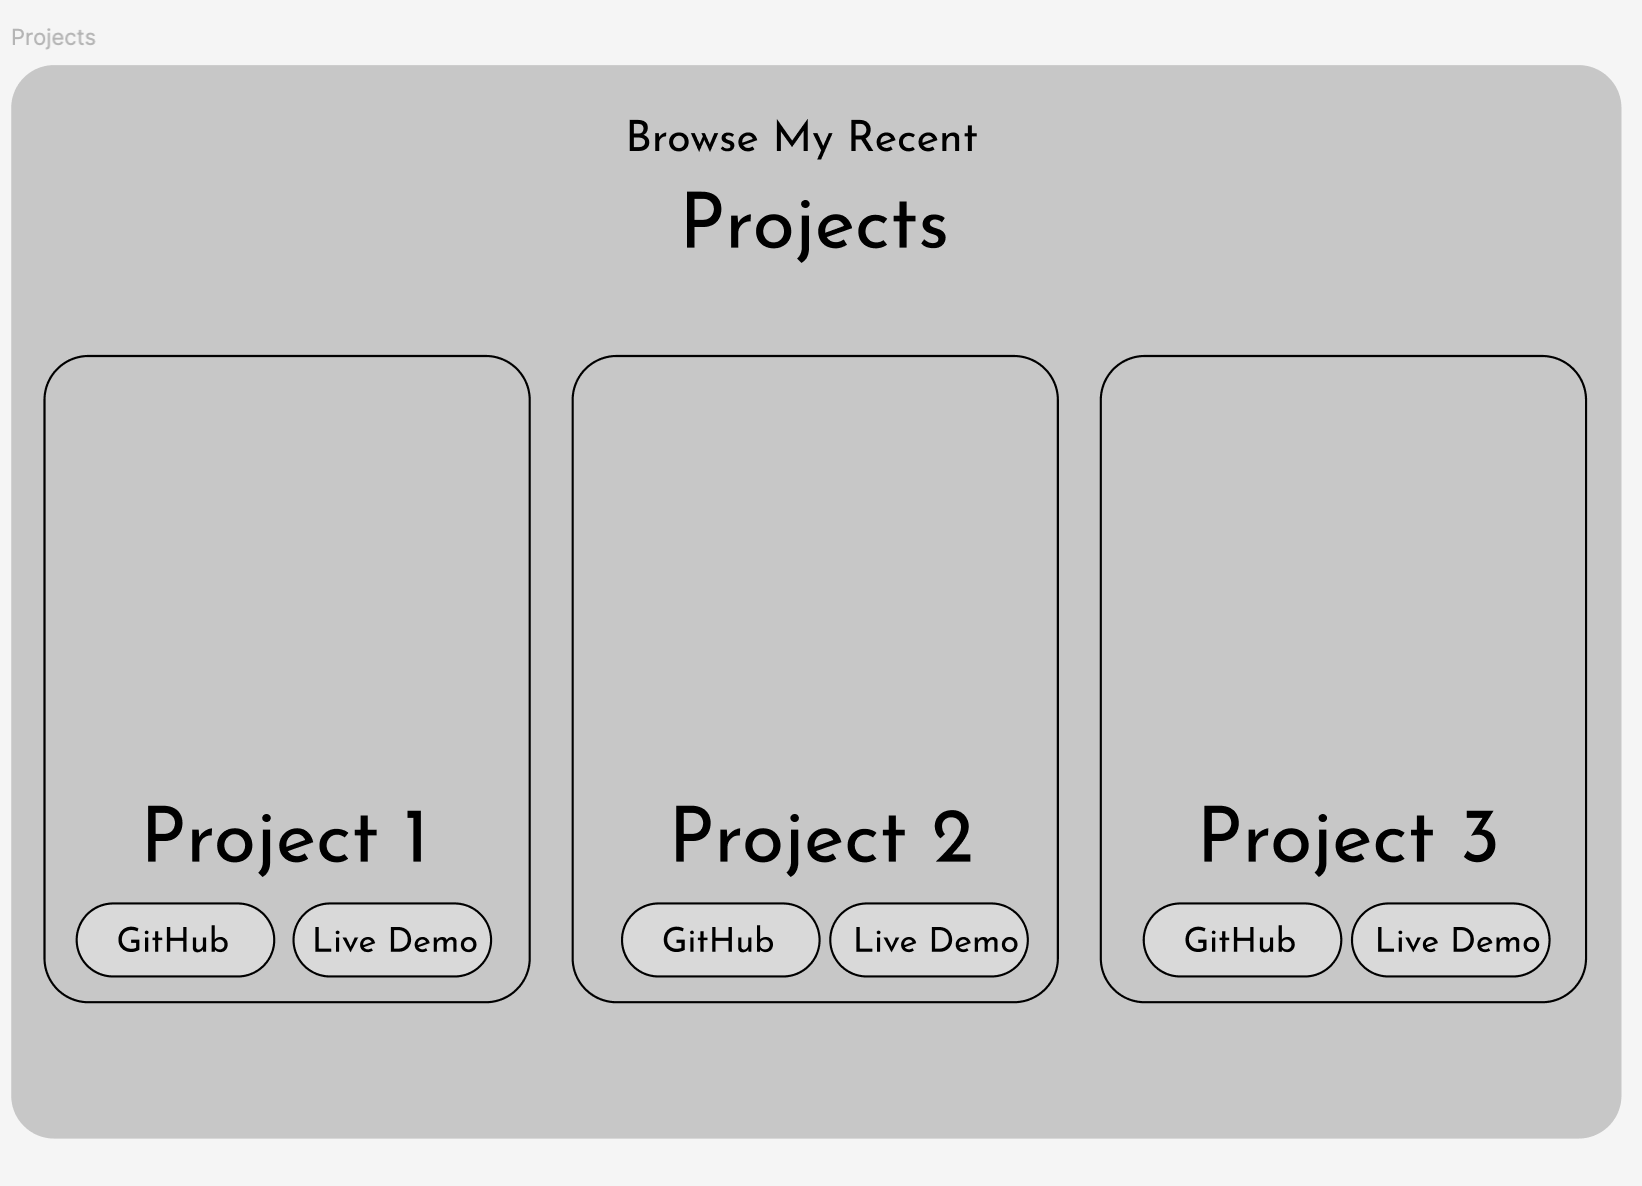 Projects
Browse My Recent
Projects
Project 1
GitHub
Live Demo
Project 2
GitHub
Live Demo
Project 3
GitHub
Live Demo